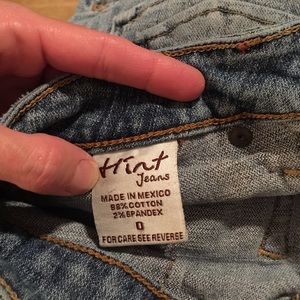 Hint
Jeans
MADE IN MEXICO
98% COTTON
2% SPANDEX
0
FOR CARE SEE REVERSE